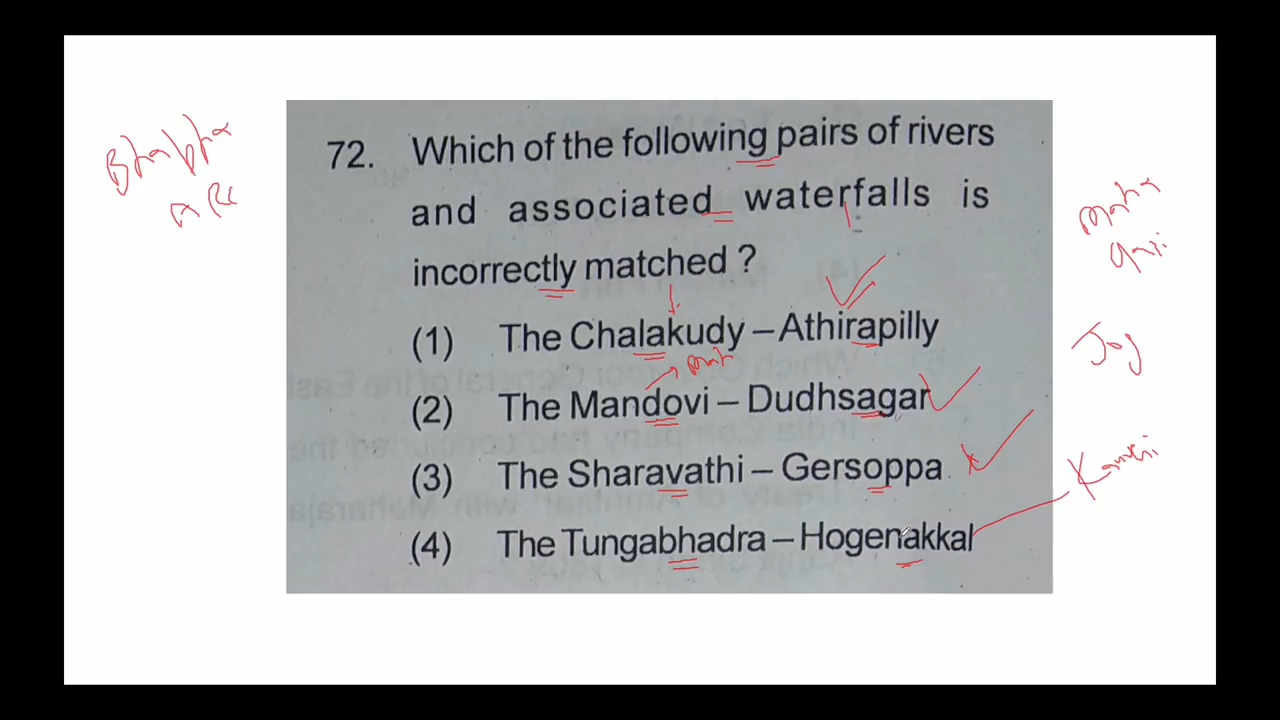 72. Which of the following pairs of rivers
and associated waterfalls is
incorrectly matched ?
(1) The Chalakudy – Athirapilly
(2) The Mandovi – Dudhsagar
(3) The Sharavathi – Gersoppa
(4) The Tungabhadra – Hogenakkal
Bhabha
Jog